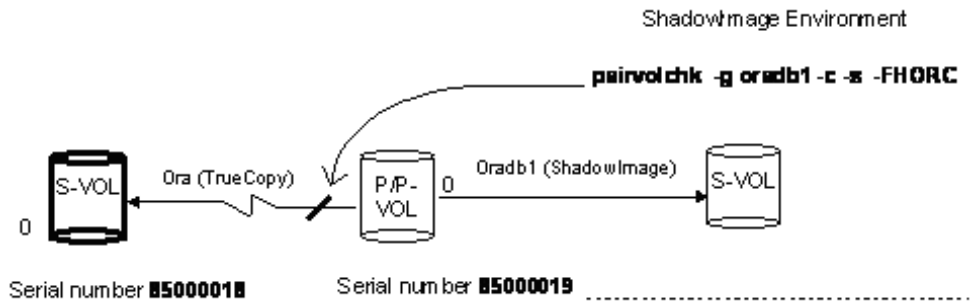 ShadowImage Environment
pairvolchk -g oradb1 -c -s -FHORC
S-VOL
Ora (TrueCopy)
P/P-
VOL
0
Oradb1 (ShadowImage)
S-VOL
0
Serial number 85000018
Serial number 85000019